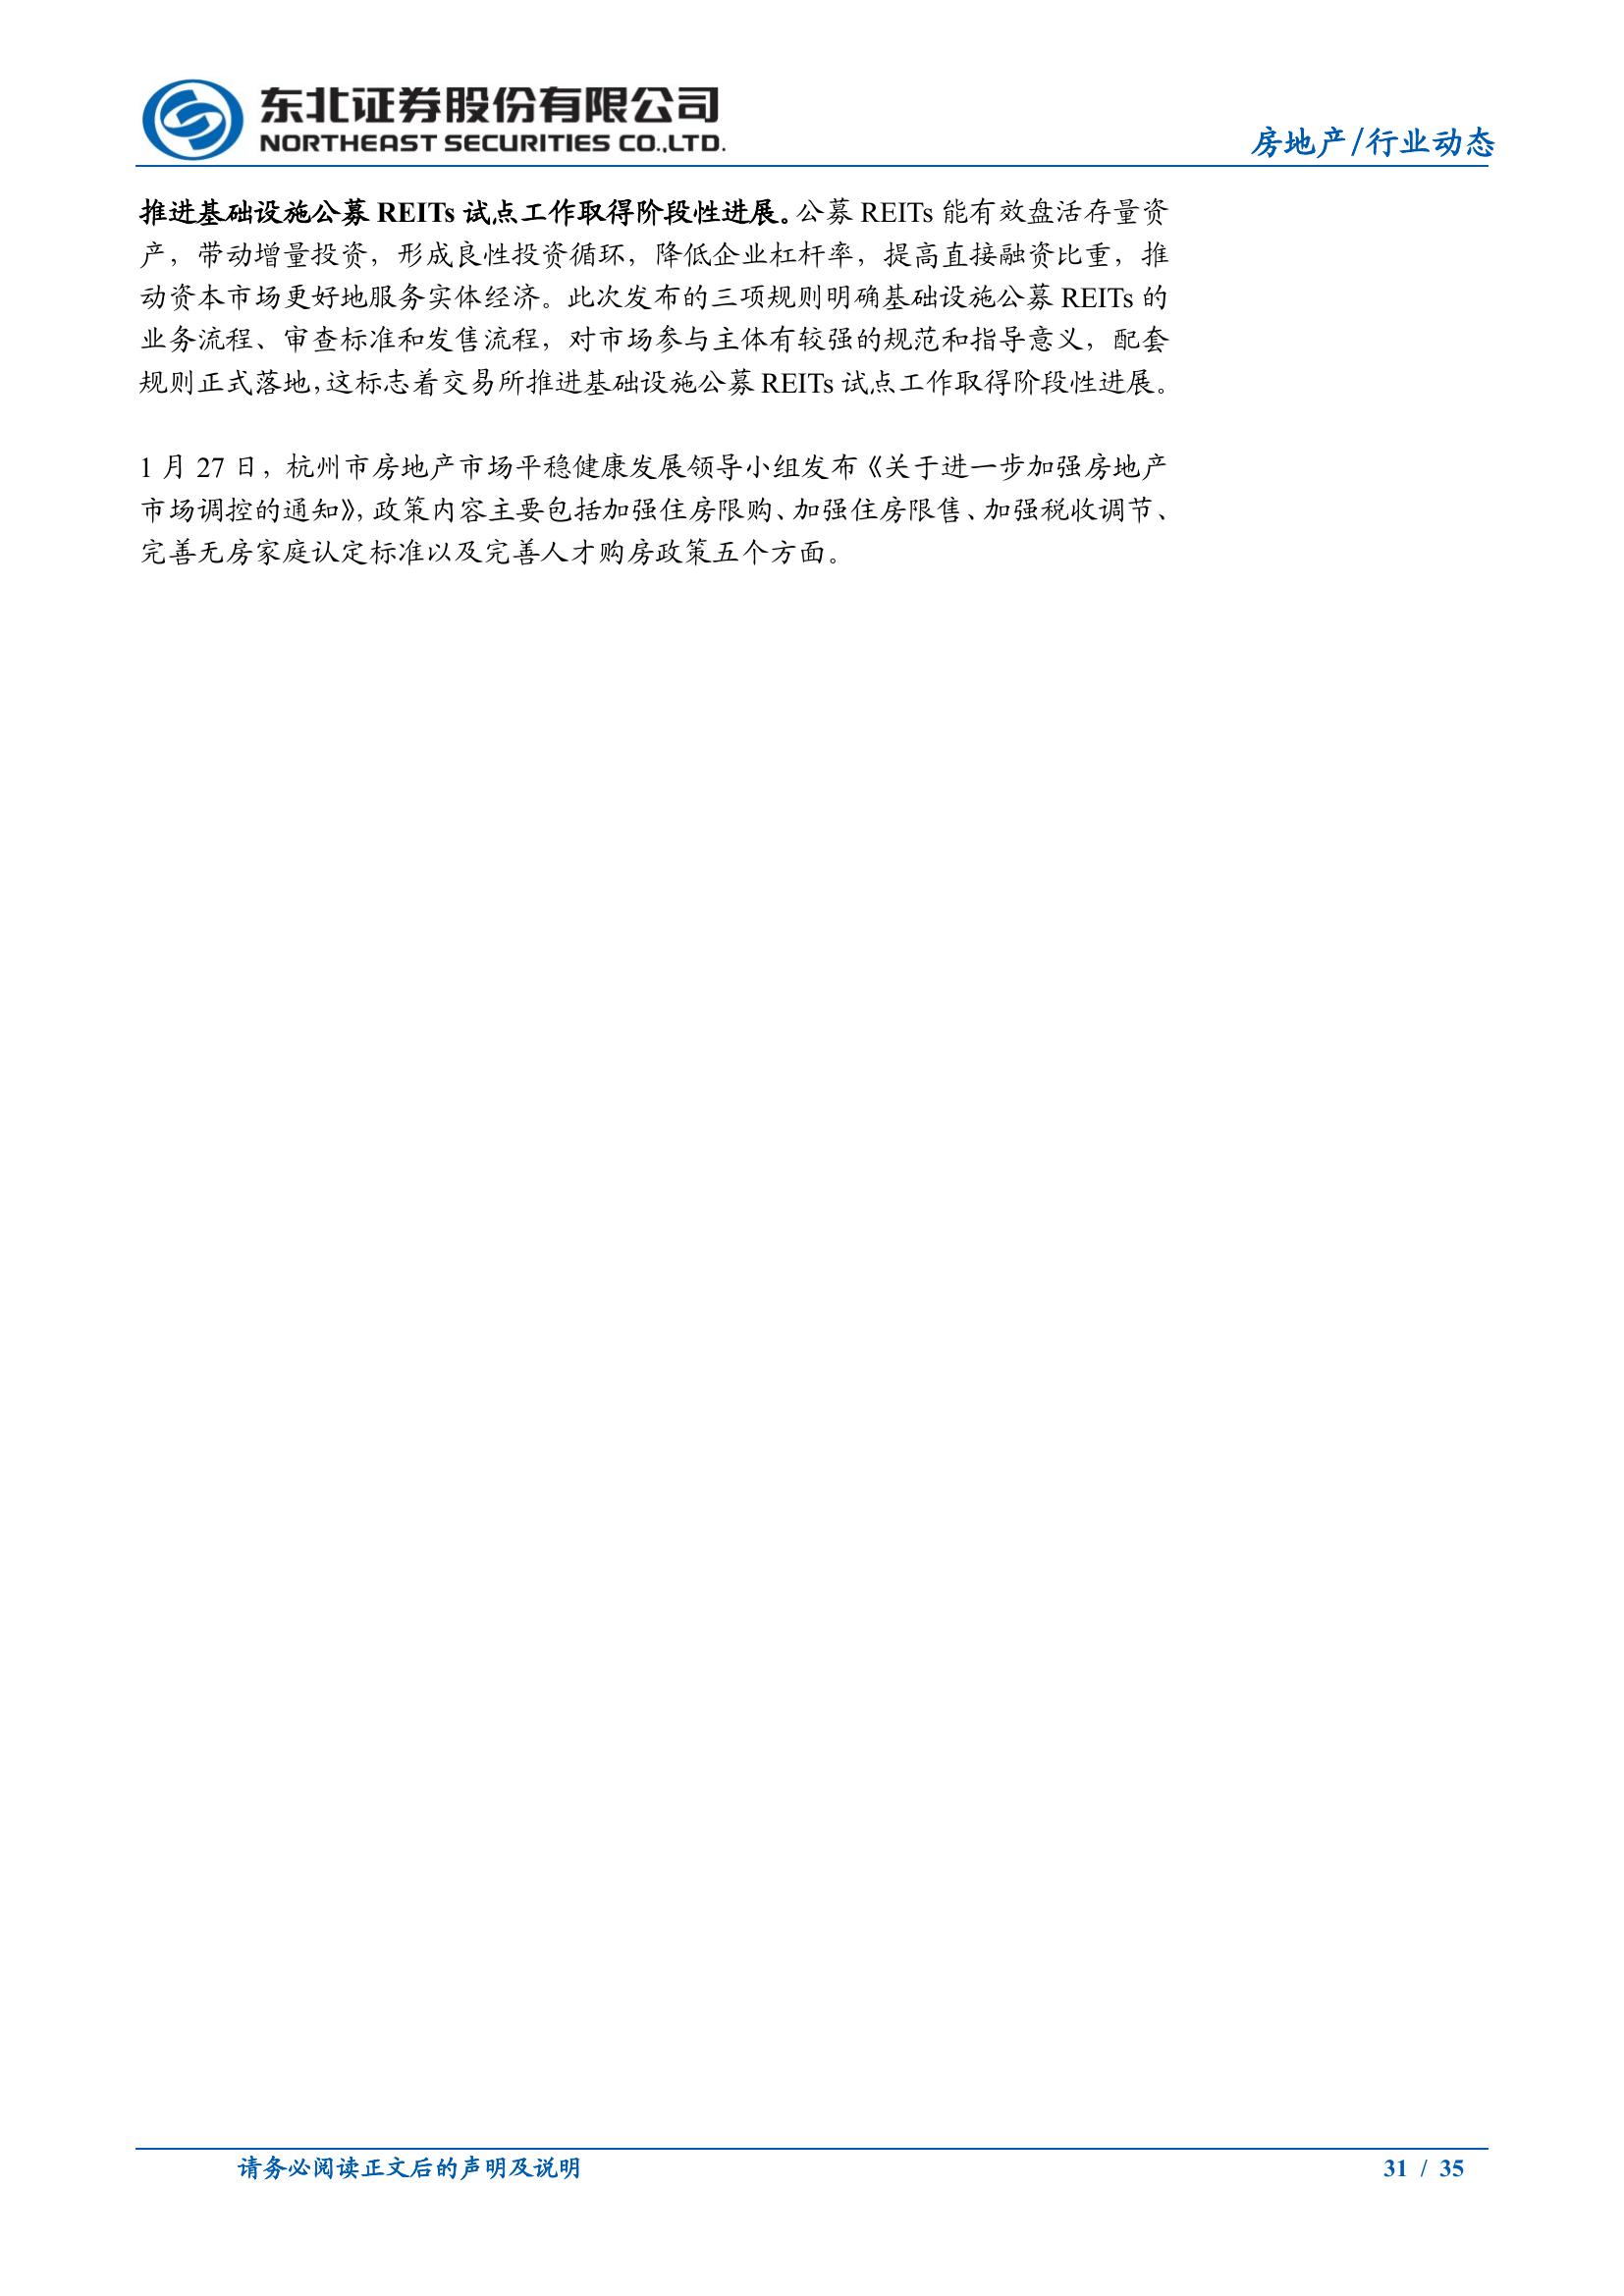 东北证券股份有限公司
NORTHEAST SECURITIES CO.,LTD.
房地产/行业动态
推进基础设施公募 REITs 试点工作取得阶段性进展。公募 REITs 能有效盘活存量资
产，带动增量投资，形成良性投资循环，降低企业杠杆率，提高直接融资比重，推
动资本市场更好地服务实体经济。此次发布的三项规则明确基础设施公募 REITs 的
业务流程、审查标准和发售流程，对市场参与主体有较强的规范和指导意义，配套
规则正式落地，这标志着交易所推进基础设施公募 REITs 试点工作取得阶段性进展。
1 月 27 日，杭州市房地产市场平稳健康发展领导小组发布《关于进一步加强房地产
市场调控的通知》，政策内容主要包括加强住房限购、加强住房限售、加强税收调节、
完善无房家庭认定标准以及完善人才购房政策五个方面。
请务必阅读正文后的声明及说明
31 / 35